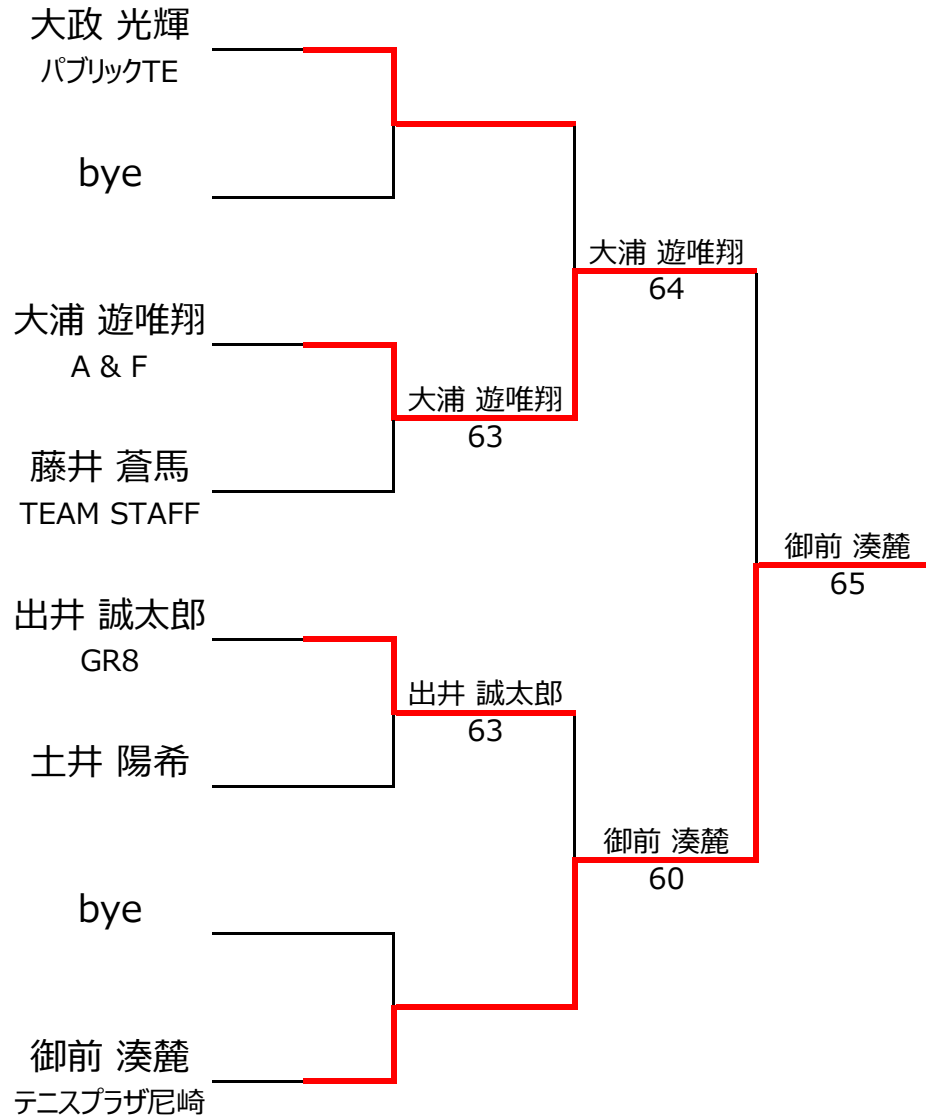 大政 光輝
パブリックTE
bye
大浦 遊唯翔
64
大浦 遊唯翔
A & F
大浦 遊唯翔
63
藤井 蒼馬
TEAM STAFF
御前 湊麓
65
出井 誠太郎
GR8
出井 誠太郎
63
土井 陽希
御前 湊麓
60
bye
御前 湊麓
テニスプラザ尼崎